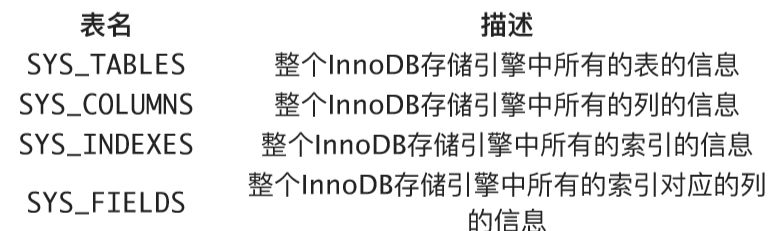 表名 描述
SYS_TABLES 整个InnoDB存储引擎中所有的表的信息
SYS_COLUMNS 整个InnoDB存储引擎中所有的列的信息
SYS_INDEXES 整个InnoDB存储引擎中所有的索引的信息
SYS_FIELDS 整个InnoDB存储引擎中所有的索引对应的列
的信息